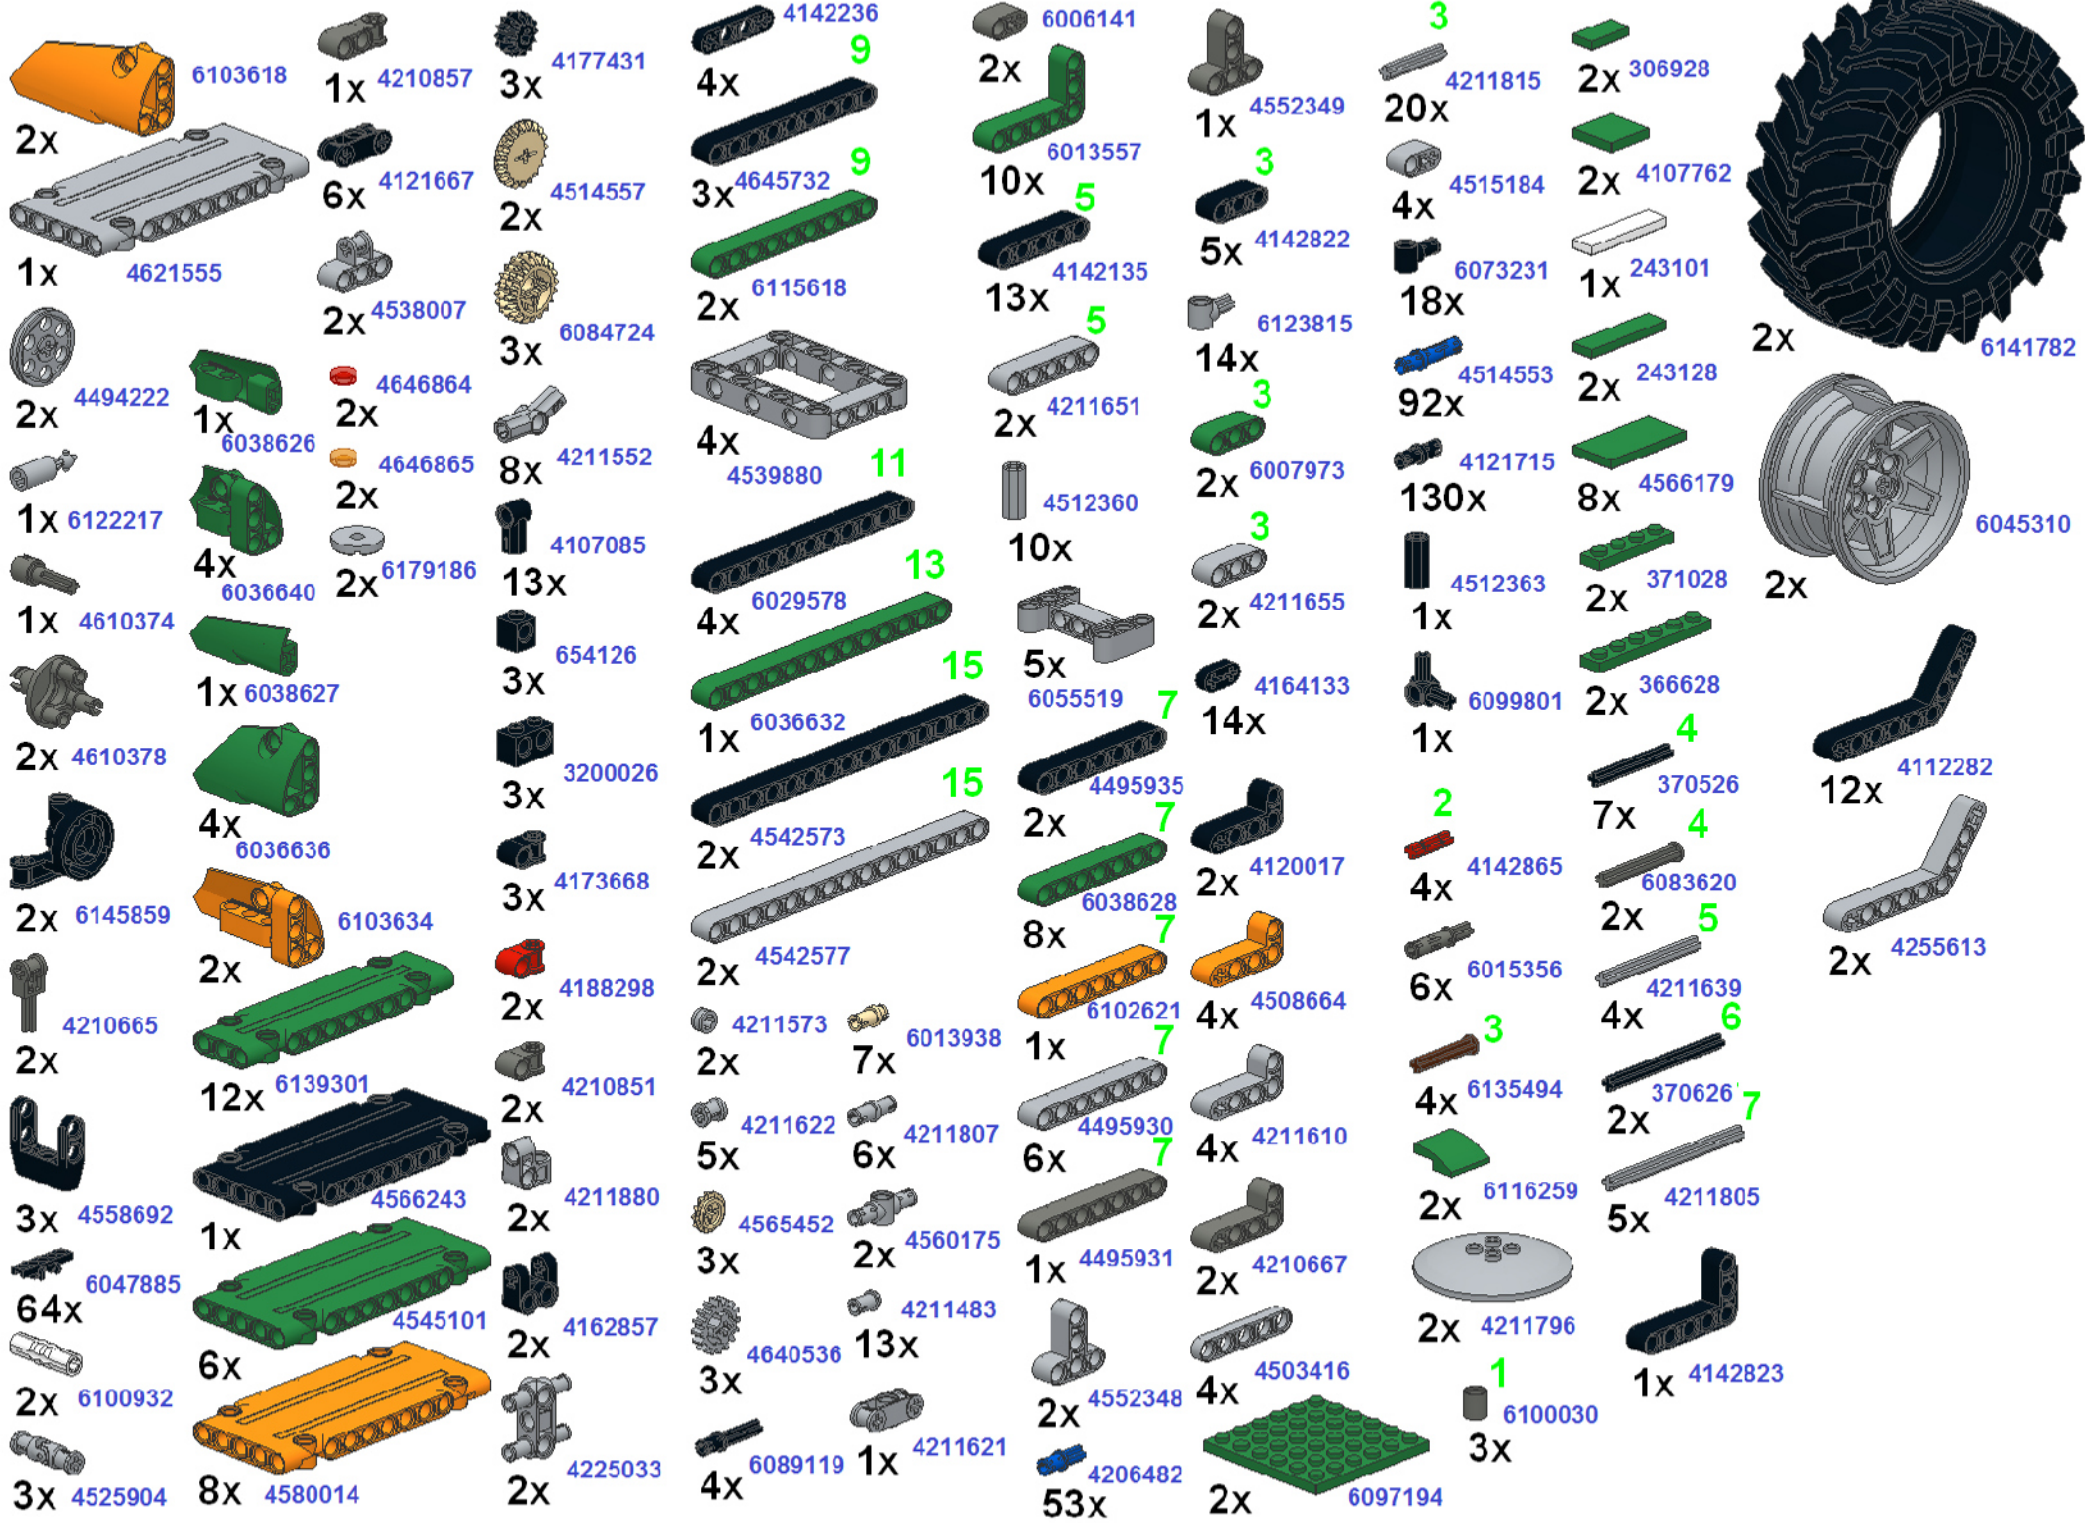 6103618
2x
4621555
1x
4494222
2x
6122217
1x
4610374
1x
4610378
2x
6145859
2x
4210665
2x
4558692
3x
6047885
64x
6100932
2x
4525904
3x
4210857
1x
4121667
6x
4538007
2x
6038626
1x
4646864
2x
4646865
2x
6036640
4x
6179186
2x
6038627
1x
6036636
4x
6103634
2x
6139301
12x
4566243
1x
4545101
6x
4580014
8x
4177431
3x
4514557
2x
6084724
3x
4211552
8x
4107085
13x
654126
3x
3200026
3x
4173668
3x
4188298
2x
4210851
2x
4211880
2x
4162857
2x
4225033
2x
4142236
4x
9
3x 4645732
9
6115618
2x
4x
4539880
11
6029578
4x
13
6036632
1x
15
4542573
2x
15
4542577
2x
4211573
2x
4211622
5x
4565452
3x
4640536
3x
6089119
4x
6013938
7x
4211807
6x
4560175
2x
4211483
13x
4211621
1x
6006141
2x
6013557
10x
5
4142135
13x
5
4211651
2x
4512360
10x
5x
6055519
7
4495935
2x
7
6038628
8x
7
6102621
1x
7
4495930
6x
7
4495931
1x
4552348
2x
4206482
53x
4552349
1x
3
4142822
5x
6123815
14x
3
6007973
2x
3
4211655
2x
4164133
14x
4120017
2x
4508664
4x
4211610
4x
4210667
2x
4503416
4x
6097194
2x
3
4211815
20x
4515184
4x
6073231
18x
4514553
92x
4121715
130x
4512363
1x
6099801
1x
2
4142865
4x
6015356
6x
3
6135494
4x
6116259
2x
4211796
2x
1
6100030
3x
306928
2x
4107762
2x
243101
1x
243128
2x
4566179
8x
371028
2x
366628
2x
4
370526
7x
4
6083620
2x
5
4211639
4x
6
370626
2x
7
4211805
5x
4142823
1x
6141782
2x
6045310
2x
4112282
12x
4255613
2x